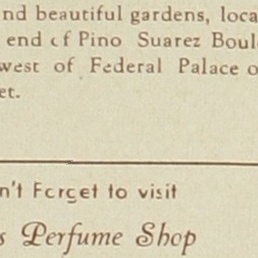 nd beautiful gardens, loca
end of Pino Suarez Boul
west of Federal Palace o
et.
n't Forget to visit
s Perfume Shop